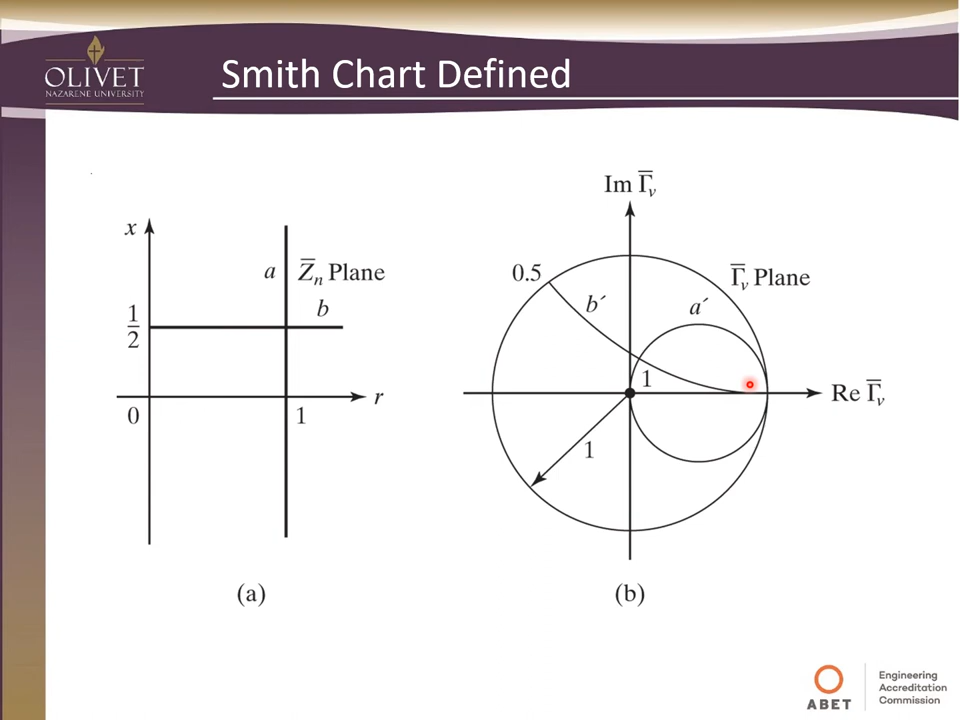 OLIVET
NAZARENE UNIVERSITY
Smith Chart Defined
x
a
Z̅ₙ Plane
b
1
2
0
1
r
(a)
Im Γ̅ᵥ
0.5
b´
Γ̅ᵥ Plane
a´
1
Re Γ̅ᵥ
1
(b)
ABET
Engineering
Accreditation
Commission